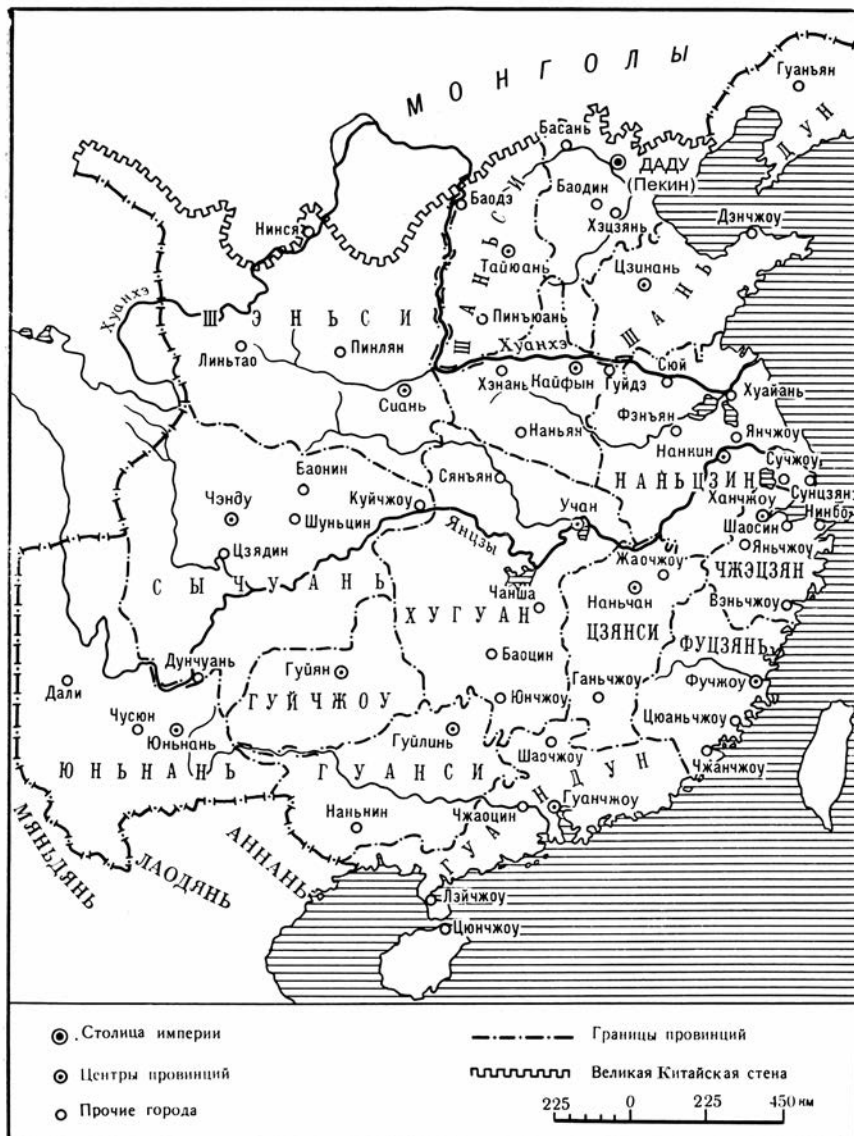 МОНГОЛЫ
Гуанъян
ДУН
Басань
ДАДУ
(Пекин)
Баодин
Баодэ
Хэцзянь
Дэнчжоу
Нинся
Тайюань
Цзинань
ШАНЬСИ
ШАНЬ
Хуанхэ
ШЭНЬСИ
Пинъюань
Хуанхэ
Линьтао
Пинлян
Сюй
Хэнань
Кайфын
Гуйдэ
Сиань
Хуайань
Фэнъян
Наньян
Янчжоу
Нанкин
Сучжоу
Баонин
Сянъян
НАНЬЦЗИН
Сунцзян
Чэнду
Куйчжоу
Ханчжоу
Нинбо
Шуньцин
Учан
Шаосин
Янцзы
Яньчжоу
Цзядин
Жаочжоу
ЧЖЭЦЗЯН
СЫЧУАНЬ
Чанша
Наньчан
Вэньчжоу
ХУГУАН
ЦЗЯНСИ
ФУЦЗЯНЬ
Баоцин
Дунчуань
Гуйян
Дали
Ганьчжоу
Фучжоу
ГУЙЧЖОУ
Юнчжоу
Чусюн
Цюаньчжоу
Юньнань
Гуйлинь
Шаочжоу
Чжанчжоу
ЮНЬНАНЬ
ГУАНСИ
ГУАНДУН
Гуанчжоу
Наньнин
Чжаоцин
МЯНЬДЯНЬ
ЛАОДЯНЬ
АННАНЬ
Лэйчжоу
Цюнчжоу
Столица империи
Центры провинций
Прочие города
Границы провинций
Великая Китайская стена
225 0 225 450 км